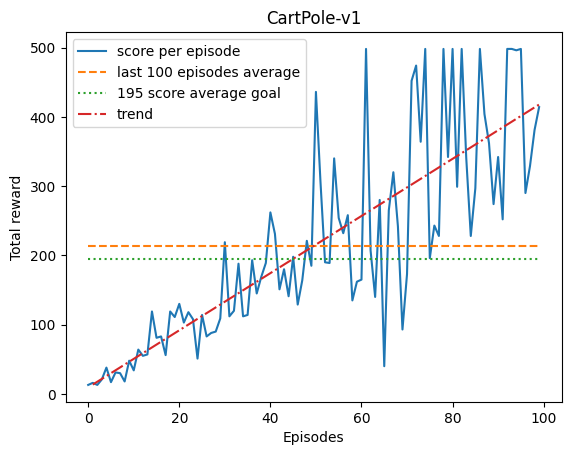 CartPole-v1
score per episode
last 100 episodes average
195 score average goal
trend
Total reward
500
400
300
200
100
0
0 20 40 60 80 100
Episodes